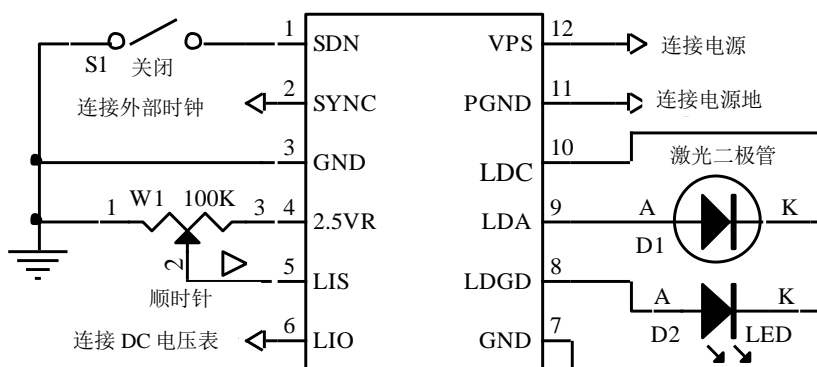 1 SDN VPS 12 连接电源
S1 关闭
连接外部时钟 2 SYNC PGND 11 连接电源地
3 GND LDC 10 激光二极管
1 W1 100K 3 4 2.5VR LDA 9 A D1 K
2 顺时针 5 LIS LDGD 8 A D2 LED K
连接 DC 电压表 6 LIO GND 7